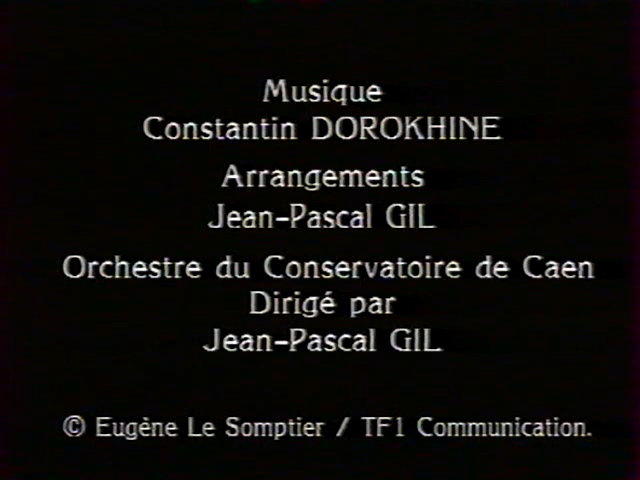 Musique
Constantin DOROKHINE
Arrangements
Jean-Pascal GIL
Orchestre du Conservatoire de Caen
Dirigé par
Jean-Pascal GIL
© Eugène Le Somptier / TF1 Communication.